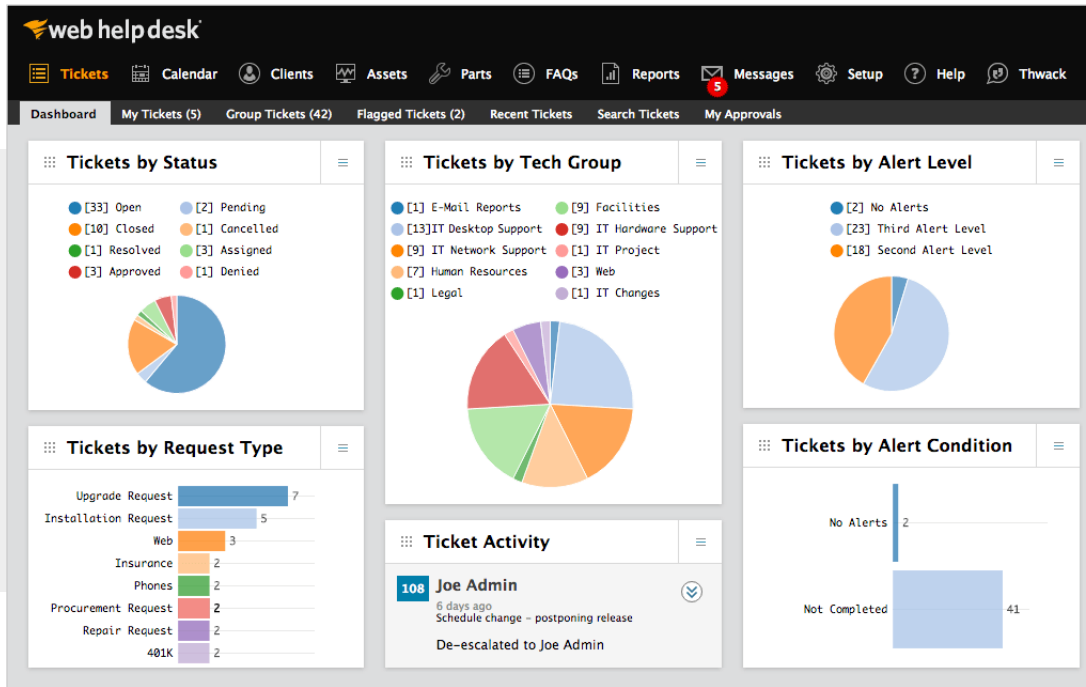 web help desk
Tickets Calendar Clients Assets Parts FAQs Reports Messages Setup Help Thwack
5
Dashboard My Tickets (5) Group Tickets (42) Flagged Tickets (2) Recent Tickets Search Tickets My Approvals
Tickets by Status
[33] Open [2] Pending
[10] Closed [1] Cancelled
[1] Resolved [3] Assigned
[3] Approved [1] Denied
Tickets by Tech Group
[1] E-Mail Reports [9] Facilities
[13]IT Desktop Support [9] IT Hardware Support
[9] IT Network Support [1] IT Project
[7] Human Resources [3] Web
[1] Legal [1] IT Changes
Tickets by Alert Level
[2] No Alerts
[23] Third Alert Level
[18] Second Alert Level
Tickets by Request Type
Upgrade Request 7
Installation Request 5
Web 3
Insurance 2
Phones 2
Procurement Request 2
Repair Request 2
401K 2
Ticket Activity
108 Joe Admin
6 days ago
Schedule change - postponing release
De-escalated to Joe Admin
Tickets by Alert Condition
No Alerts 2
Not Completed 41